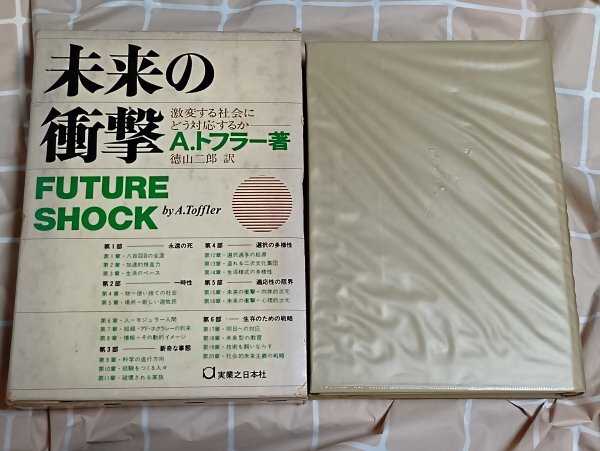 未来の
衝撃
激変する社会に
どう対応するか
A.トフラー著
徳山二郎 訳
FUTURE
SHOCK
by A.Toffler
第1部 永遠の死
第1章・八百回目の生涯
第2章・加速的推進力
第3章・生活のペース
第2部 一時性
第4章・物―使い捨ての社会
第5章・場所―新しい遊牧民
第6章・人―モジュラー人間
第7章・組織―アド・ホクラシーの到来
第8章・情報―その動的イメージ
第3部 新奇な事態
第9章・科学の進行方向
第10章・経験をつくる人々
第11章・破壊される家族
第4部 選択の多様性
第12章・選択過多の起源
第13章・溢れる二次文化集団
第14章・生活様式の多様性
第5部 適応性の限界
第15章・未来の衝撃―肉体的次元
第16章・未来の衝撃―心理的次元
第6部 生存のための戦略
第17章・明日への対応
第18章・未来型の教育
第19章・技術を飼いならす
第20章・社会的未来主義の戦略
実業之日本社